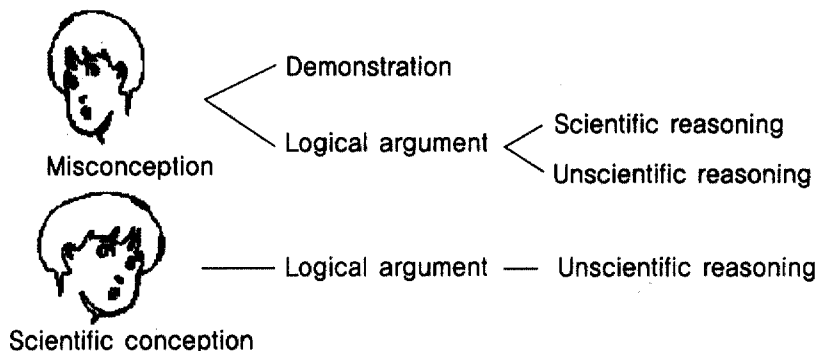 Demonstration
Logical argument
Scientific reasoning
Unscientific reasoning
Misconception
Logical argument
Unscientific reasoning
Scientific conception